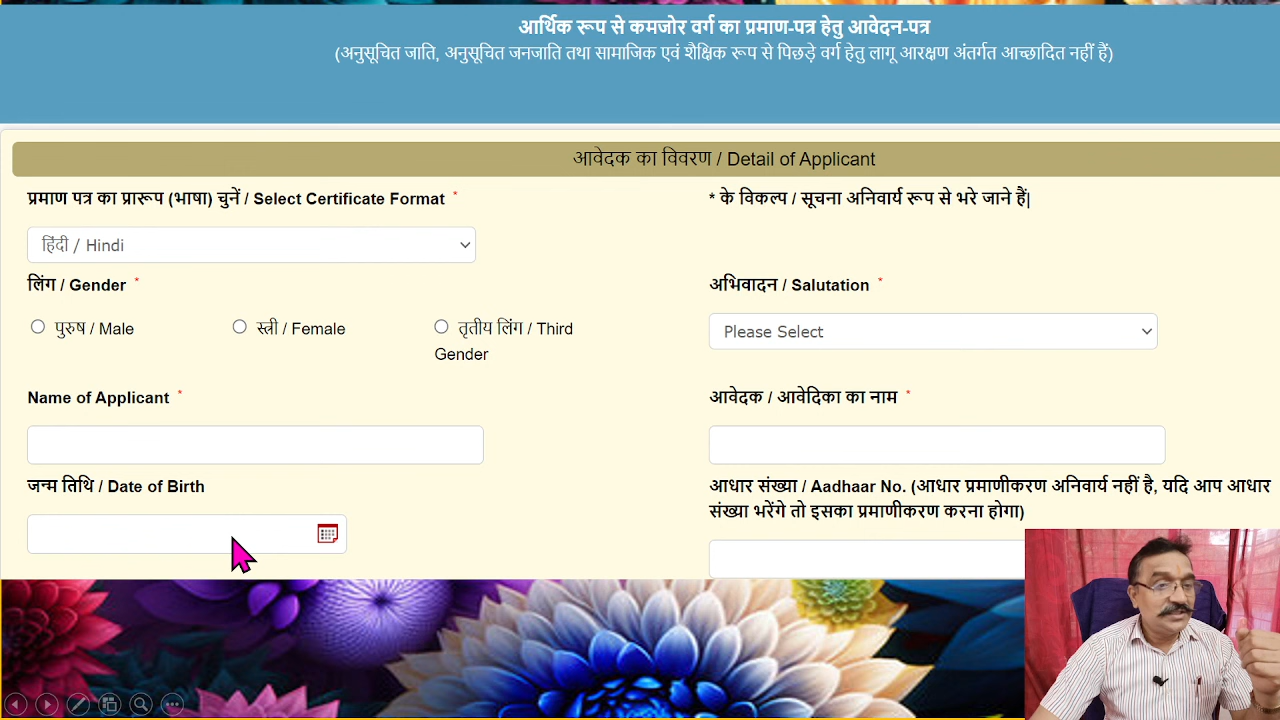 आर्थिक रूप से कमजोर वर्ग का प्रमाण-पत्र हेतु आवेदन-पत्र
(अनुसूचित जाति, अनुसूचित जनजाति तथा सामाजिक एवं शैक्षिक रूप से पिछड़े वर्ग हेतु लागू आरक्षण अंतर्गत आच्छादित नहीं हैं)
आवेदक का विवरण / Detail of Applicant
प्रमाण पत्र का प्रारूप (भाषा) चुनें / Select Certificate Format *
* के विकल्प / सूचना अनिवार्य रूप से भरे जाने हैं|
हिंदी / Hindi
लिंग / Gender *
अभिवादन / Salutation *
पुरुष / Male
स्त्री / Female
तृतीय लिंग / Third
Gender
Please Select
Name of Applicant *
आवेदक / आवेदिका का नाम *
जन्म तिथि / Date of Birth
आधार संख्या / Aadhaar No. (आधार प्रमाणीकरण अनिवार्य नहीं है, यदि आप आधार
संख्या भरेंगे तो इसका प्रमाणीकरण करना होगा)